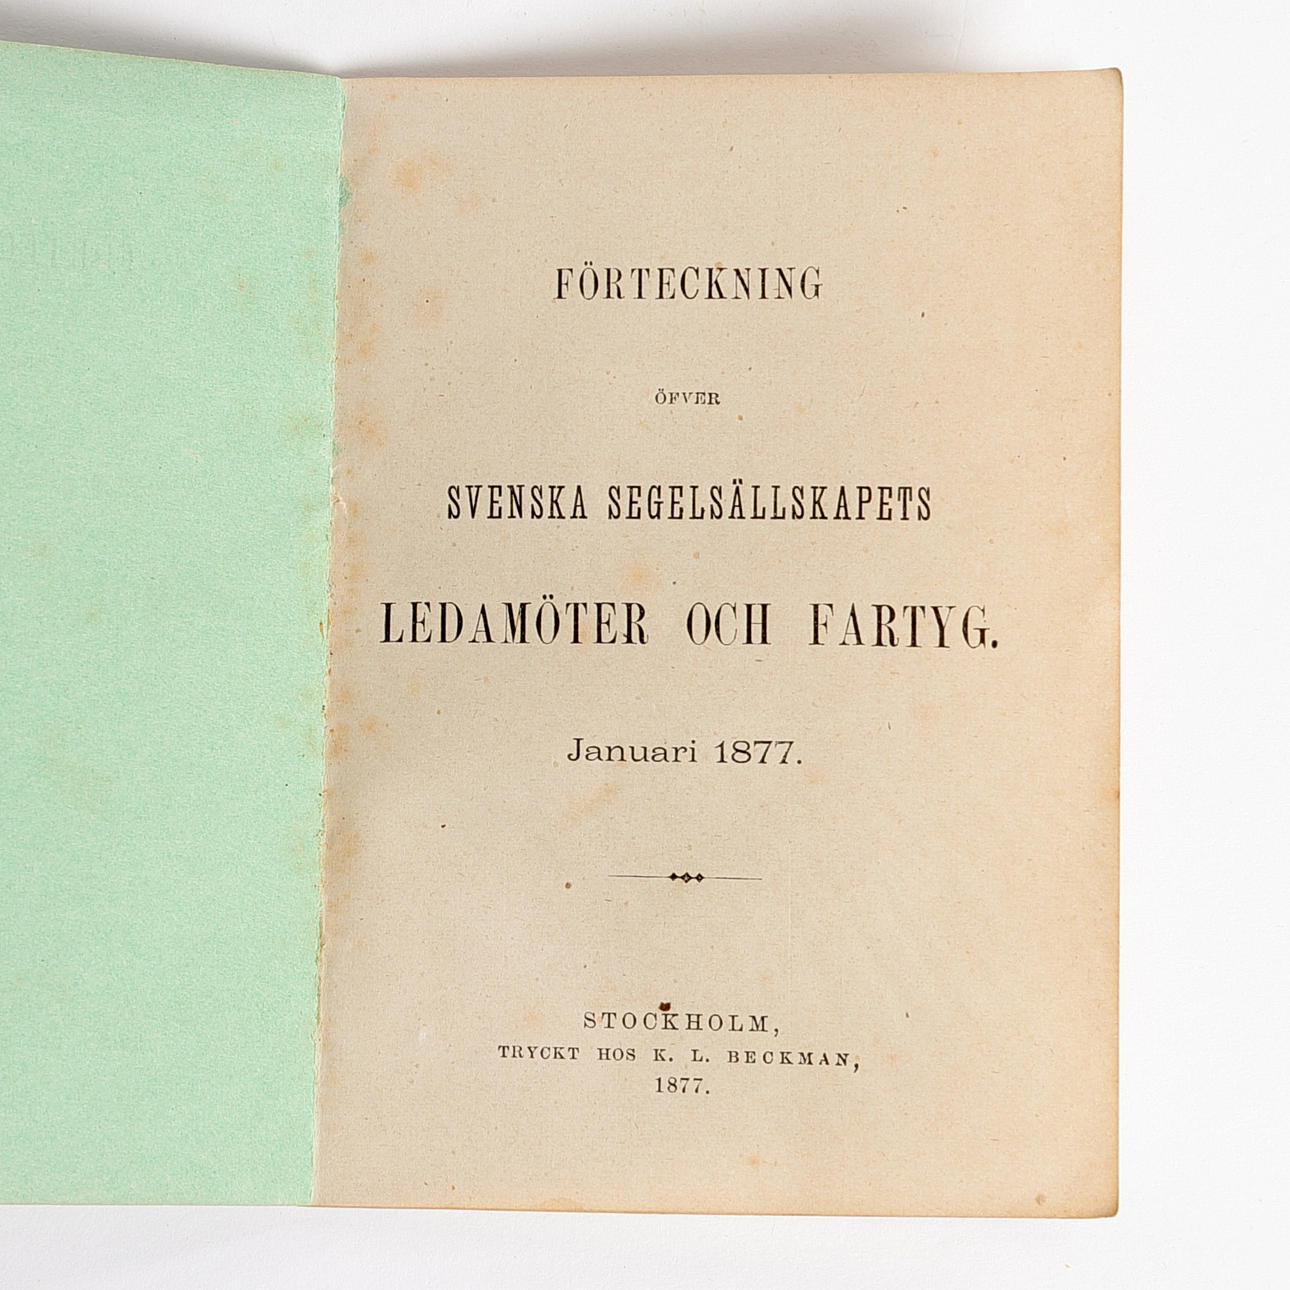 FÖRTECKNING
ÖFVER
SVENSKA SEGELSÄLLSKAPETS
LEDAMÖTER OCH FARTYG.
Januari 1877.
STOCKHOLM,
TRYCKT HOS K. L. BECKMAN,
1877.